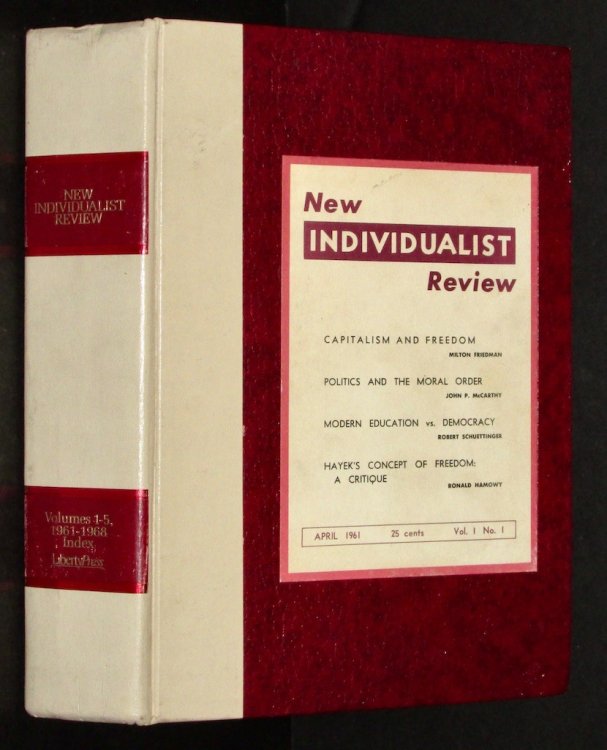 NEW
INDIVIDUALIST
REVIEW
Volumes 1-5,
1961-1968
Index
LibertyPress
New
INDIVIDUALIST
Review
CAPITALISM AND FREEDOM
MILTON FRIEDMAN
POLITICS AND THE MORAL ORDER
JOHN P. McCARTHY
MODERN EDUCATION vs. DEMOCRACY
ROBERT SCHUETTINGER
HAYEK'S CONCEPT OF FREEDOM:
A CRITIQUE
RONALD HAMOWY
APRIL 1961 25 cents Vol. 1 No. 1